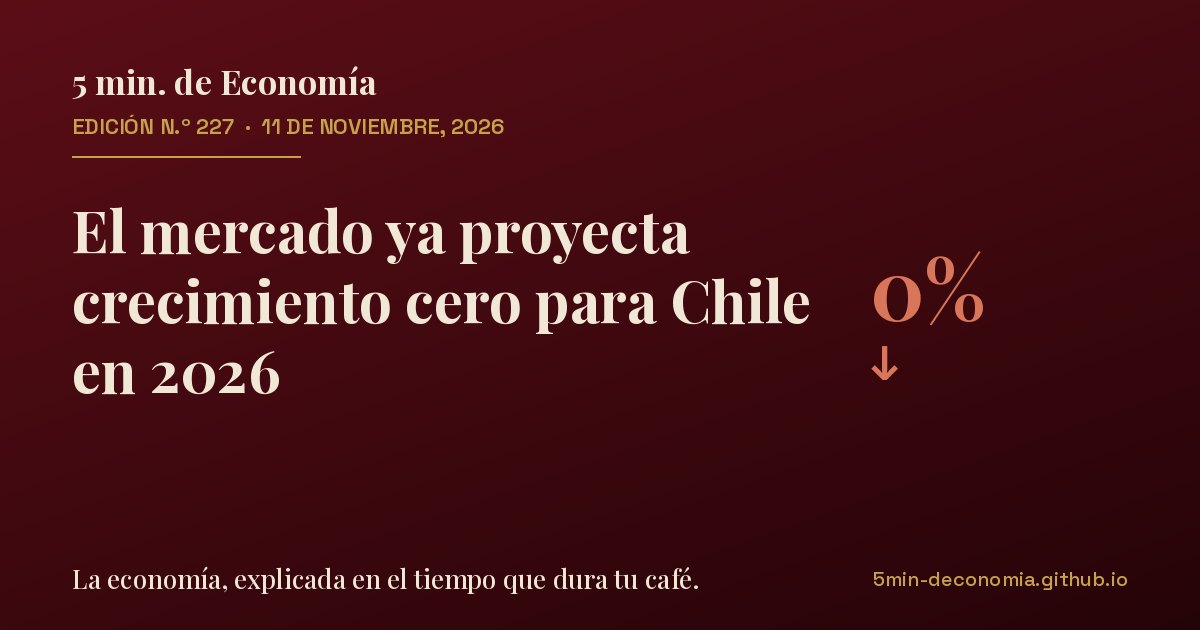 5 min. de Economía
EDICIÓN N.º 227 · 11 DE NOVIEMBRE, 2026
El mercado ya proyecta
crecimiento cero para Chile
en 2026
0%
↓
La economía, explicada en el tiempo que dura tu café.
5min-deconomia.github.io